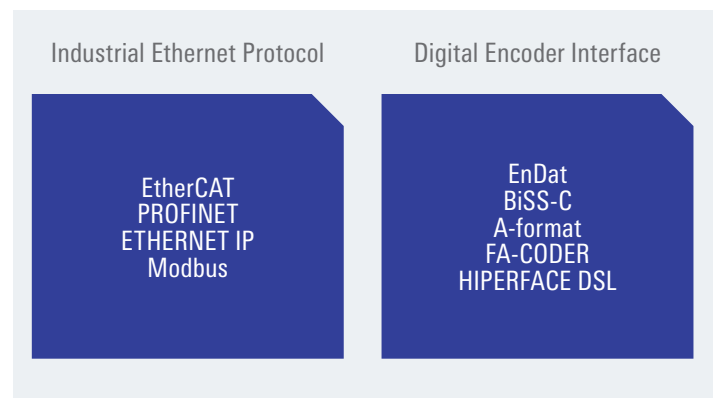 Industrial Ethernet Protocol
EtherCAT
PROFINET
ETHERNET IP
Modbus
Digital Encoder Interface
EnDat
BiSS-C
A-format
FA-CODER
HIPERFACE DSL